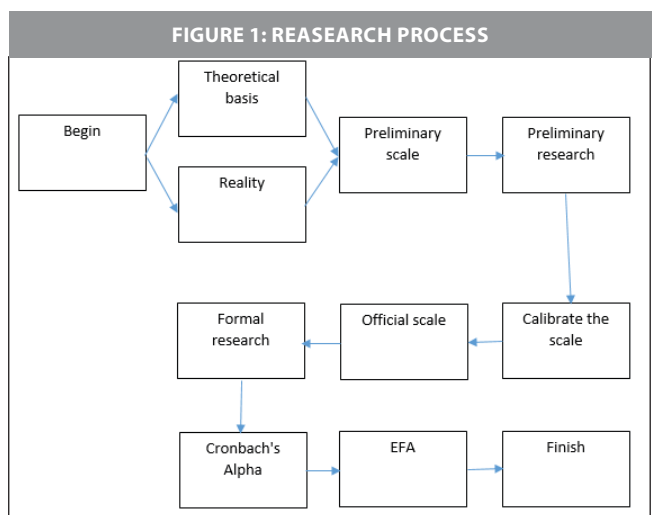 FIGURE 1: REASEARCH PROCESS
Begin
Theoretical
basis
Reality
Preliminary
scale
Preliminary
research
Calibrate the
scale
Official scale
Formal
research
Cronbach's
Alpha
EFA
Finish